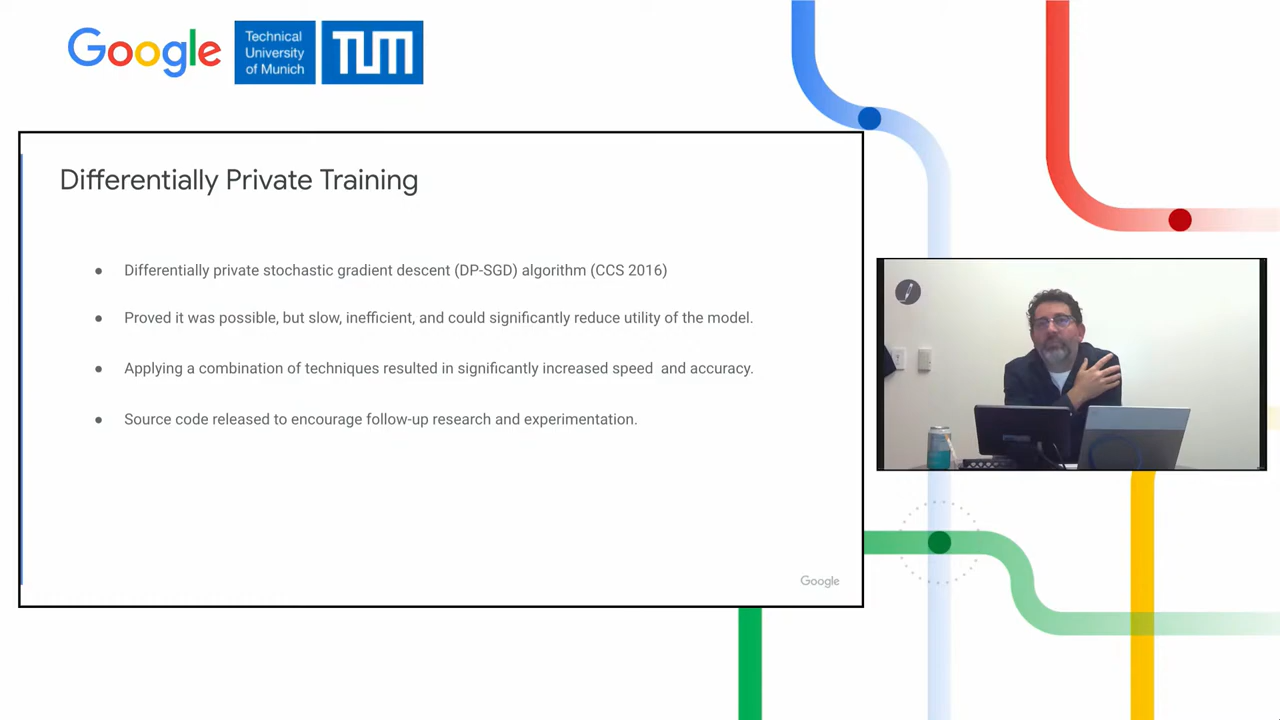 Google
Technical
University
of Munich
TUM
Differentially Private Training
● Differentially private stochastic gradient descent (DP-SGD) algorithm (CCS 2016)
● Proved it was possible, but slow, inefficient, and could significantly reduce utility of the model.
● Applying a combination of techniques resulted in significantly increased speed and accuracy.
● Source code released to encourage follow-up research and experimentation.
Google